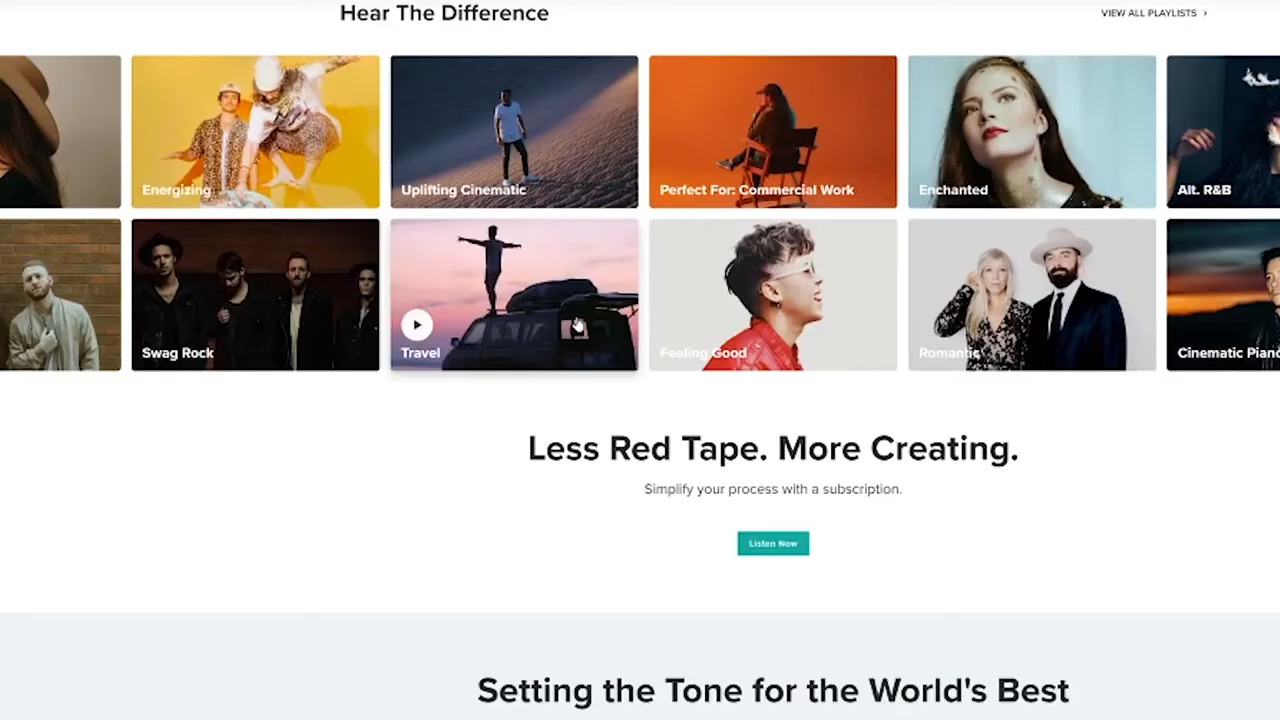 Hear The Difference
VIEW ALL PLAYLISTS ›
Energizing
Uplifting Cinematic
Perfect For: Commercial Work
Enchanted
Alt. R&B
Swag Rock
Travel
Feeling Good
Romantic
Cinematic Piano
Less Red Tape. More Creating.
Simplify your process with a subscription.
Listen Now
Setting the Tone for the World's Best